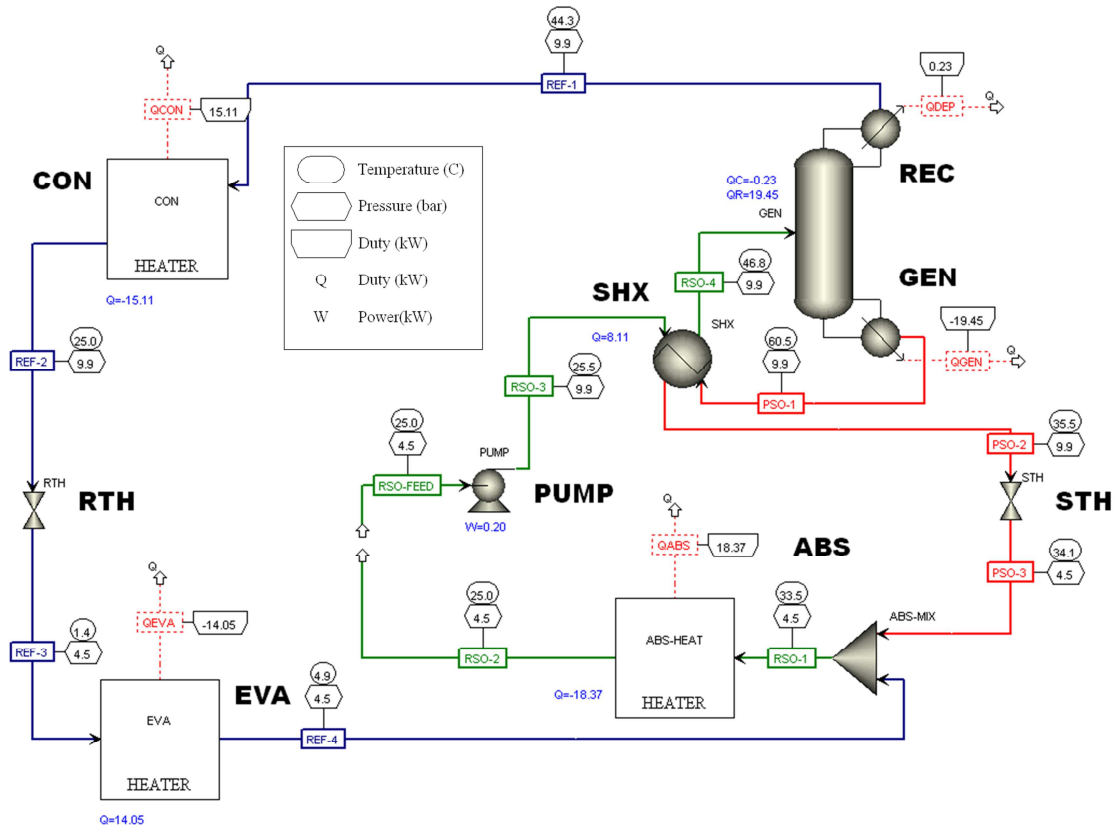 44.3
9.9
REF-1
Q
QCON
15.11
CON
CON
HEATER
Q=-15.11
Temperature (C)
Pressure (bar)
Duty (kW)
Q Duty (kW)
W Power(kW)
0.23
QDEP
Q
REC
QC=-0.23
QR=19.45
GEN
GEN
-19.45
QGEN
Q
RSO-4
46.8
9.9
SHX
SHX
Q=8.11
60.5
9.9
PSO-1
REF-2
25.0
9.9
RSO-3
25.5
9.9
25.0
4.5
RSO-FEED
PUMP
PUMP
W=0.20
PSO-2
35.5
9.9
STH
STH
RTH
RTH
Q
QABS
18.37
ABS
PSO-3
34.1
4.5
Q
QEVA
-14.05
REF-3
1.4
4.5
25.0
4.5
RSO-2
ABS-HEAT
HEATER
Q=-18.37
33.5
4.5
RSO-1
ABS-MIX
EVA
EVA
HEATER
Q=14.05
4.9
4.5
REF-4